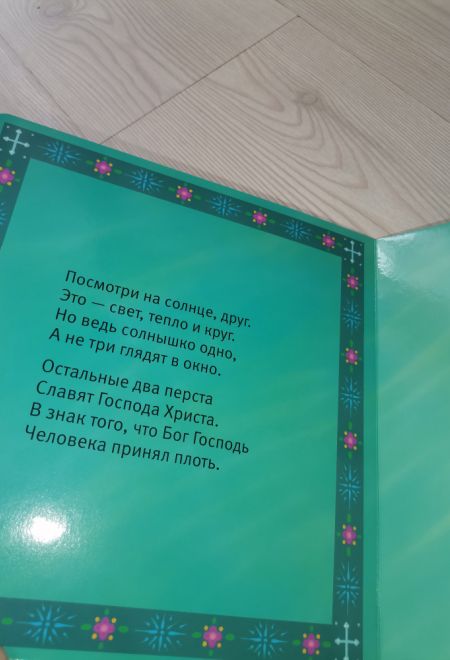 Посмотри на солнце, друг.
Это — свет, тепло и круг.
Но ведь солнышко одно,
А не три глядят в окно.
Остальные два перста
Славят Господа Христа.
В знак того, что Бог Господь
Человека принял плоть.